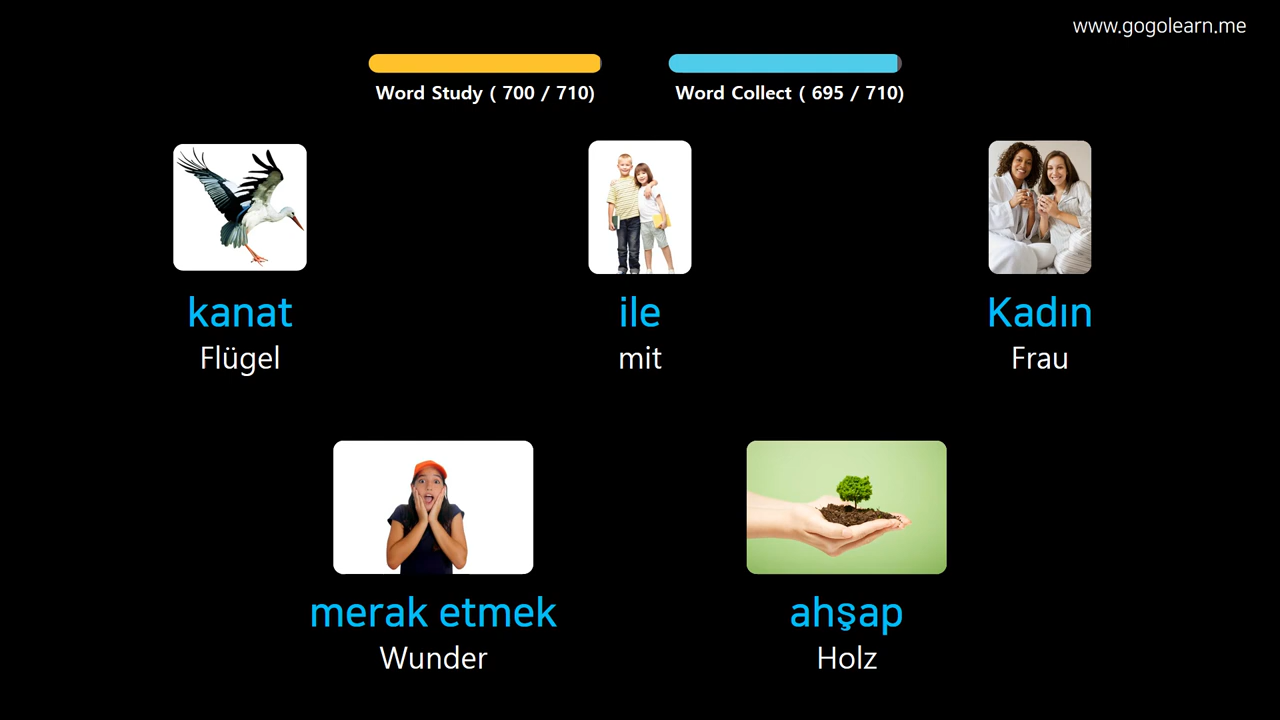 www.gogolearn.me
Word Study ( 700 / 710)
Word Collect ( 695 / 710)
kanat
Flügel
ile
mit
Kadın
Frau
merak etmek
Wunder
ahşap
Holz